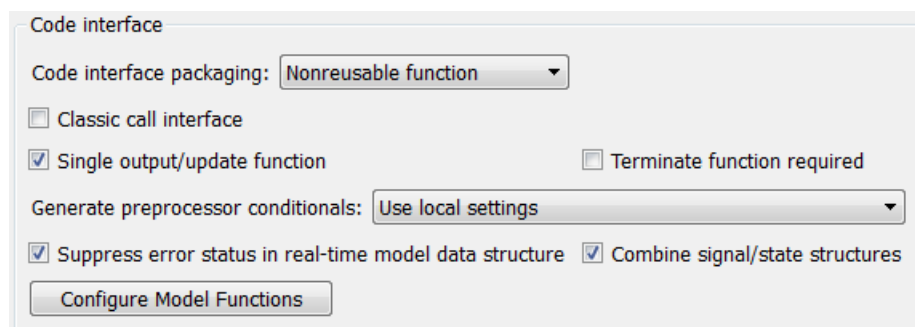 Code interface
Code interface packaging: Nonreusable function
Classic call interface
Single output/update function Terminate function required
Generate preprocessor conditionals: Use local settings
Suppress error status in real-time model data structure Combine signal/state structures
Configure Model Functions